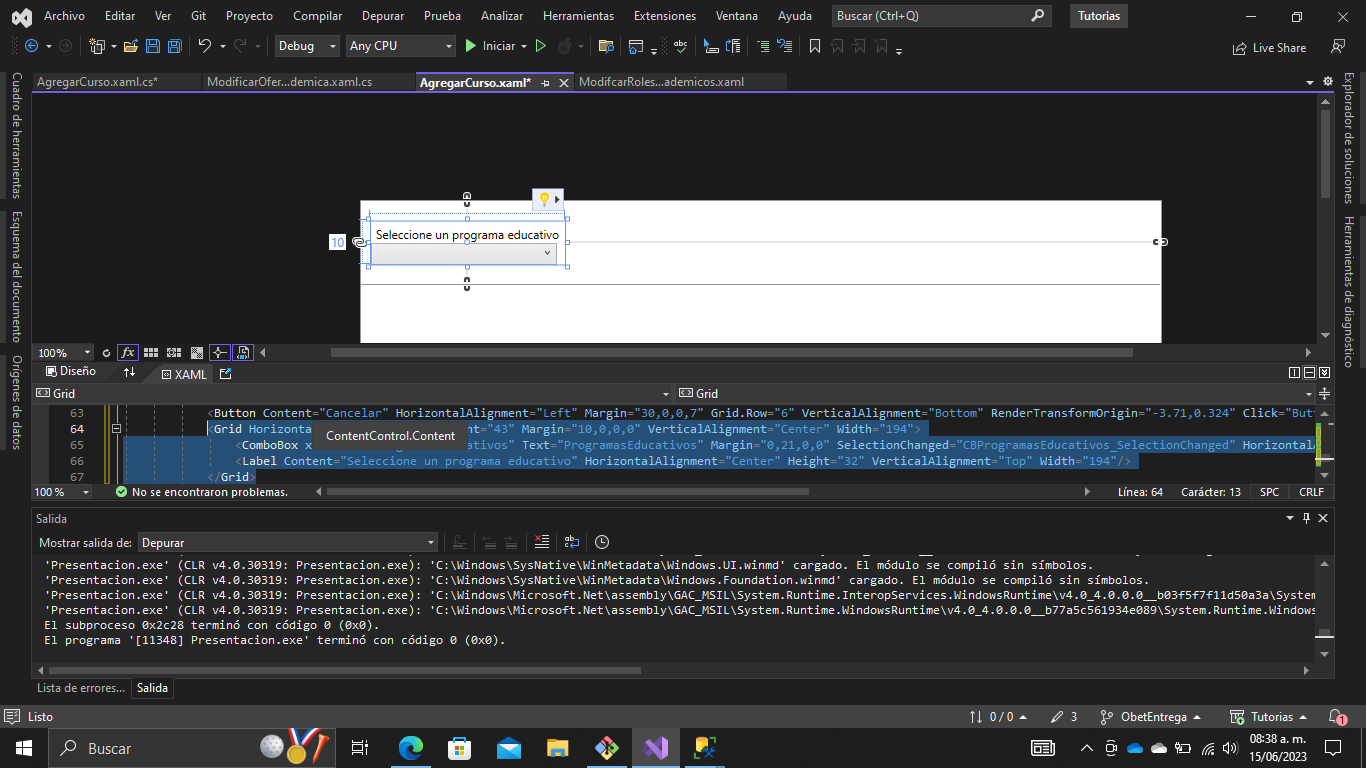 Archivo Editar Ver Git Proyecto Compilar Depurar Prueba Analizar Herramientas Extensiones Ventana Ayuda Buscar (Ctrl+Q) Tutorias
Debug Any CPU Iniciar Live Share
AgregarCurso.xaml.cs* ModificarOfer...demica.xaml.cs AgregarCurso.xaml* ModifcarRoles...ademicos.xaml
Cuadro de herramientas
Esquema del documento
Orígenes de datos
Explorador de soluciones
Herramientas de diagnóstico
10
Seleccione un programa educativo
100%
Diseño XAML
Grid Grid
63 <Button Content="Cancelar" HorizontalAlignment="Left" Margin="30,0,0,7" Grid.Row="6" VerticalAlignment="Bottom" RenderTransformOrigin="-3.71,0.324" Click="But
64 <Grid Horizonta ent="43" Margin="10,0,0,0" VerticalAlignment="Center" Width="194">
ContentControl.Content
65 <ComboBox x ativos" Text="ProgramasEducativos" Margin="0,21,0,0" SelectionChanged="CBProgramasEducativos_SelectionChanged" HorizontalA
66 <Label Content="Seleccione un programa educativo" HorizontalAlignment="Center" Height="32" VerticalAlignment="Top" Width="194"/>
67 </Grid>
100 % No se encontraron problemas. Línea: 64 Carácter: 13 SPC CRLF
Salida
Mostrar salida de: Depurar
'Presentacion.exe' (CLR v4.0.30319: Presentacion.exe): 'C:\Windows\SysNative\WinMetadata\Windows.UI.winmd' cargado. El módulo se compiló sin símbolos.
'Presentacion.exe' (CLR v4.0.30319: Presentacion.exe): 'C:\Windows\SysNative\WinMetadata\Windows.Foundation.winmd' cargado. El módulo se compiló sin símbolos.
'Presentacion.exe' (CLR v4.0.30319: Presentacion.exe): 'C:\Windows\Microsoft.Net\assembly\GAC_MSIL\System.Runtime.InteropServices.WindowsRuntime\v4.0_4.0.0.0__b03f5f7f11d50a3a\System
'Presentacion.exe' (CLR v4.0.30319: Presentacion.exe): 'C:\Windows\Microsoft.Net\assembly\GAC_MSIL\System.Runtime.WindowsRuntime\v4.0_4.0.0.0__b77a5c561934e089\System.Runtime.Windows
El subproceso 0x2c28 terminó con código 0 (0x0).
El programa '[11348] Presentacion.exe' terminó con código 0 (0x0).
Lista de errores... Salida
Listo 0 / 0 3 ObetEntrega Tutorias 1
Buscar 08:38 a. m.
15/06/2023